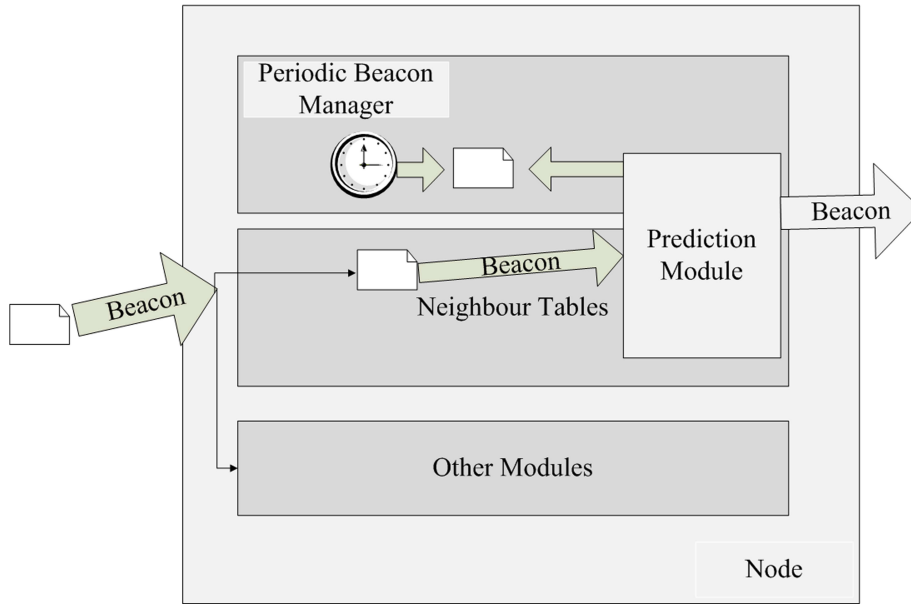 Periodic Beacon
Manager
Beacon
Prediction
Module
Beacon
Neighbour Tables
Beacon
Other Modules
Node